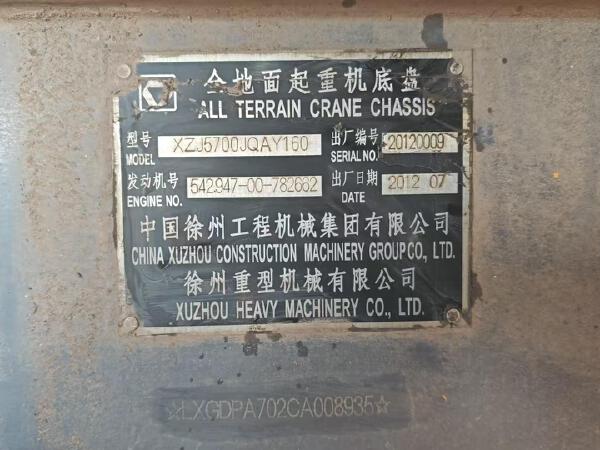 全地面起重机底盘
ALL TERRAIN CRANE CHASSIS
型号 XZJ5700JQAY160 出厂编号 20120009
MODEL SERIAL NO.
发动机号 542.947-00-782662 出厂日期 2012 07
ENGINE NO. DATE
中国徐州工程机械集团有限公司
CHINA XUZHOU CONSTRUCTION MACHINERY GROUP CO., LTD.
徐州重型机械有限公司
XUZHOU HEAVY MACHINERY CO., LTD.
☆LXGDPA702CA008935☆